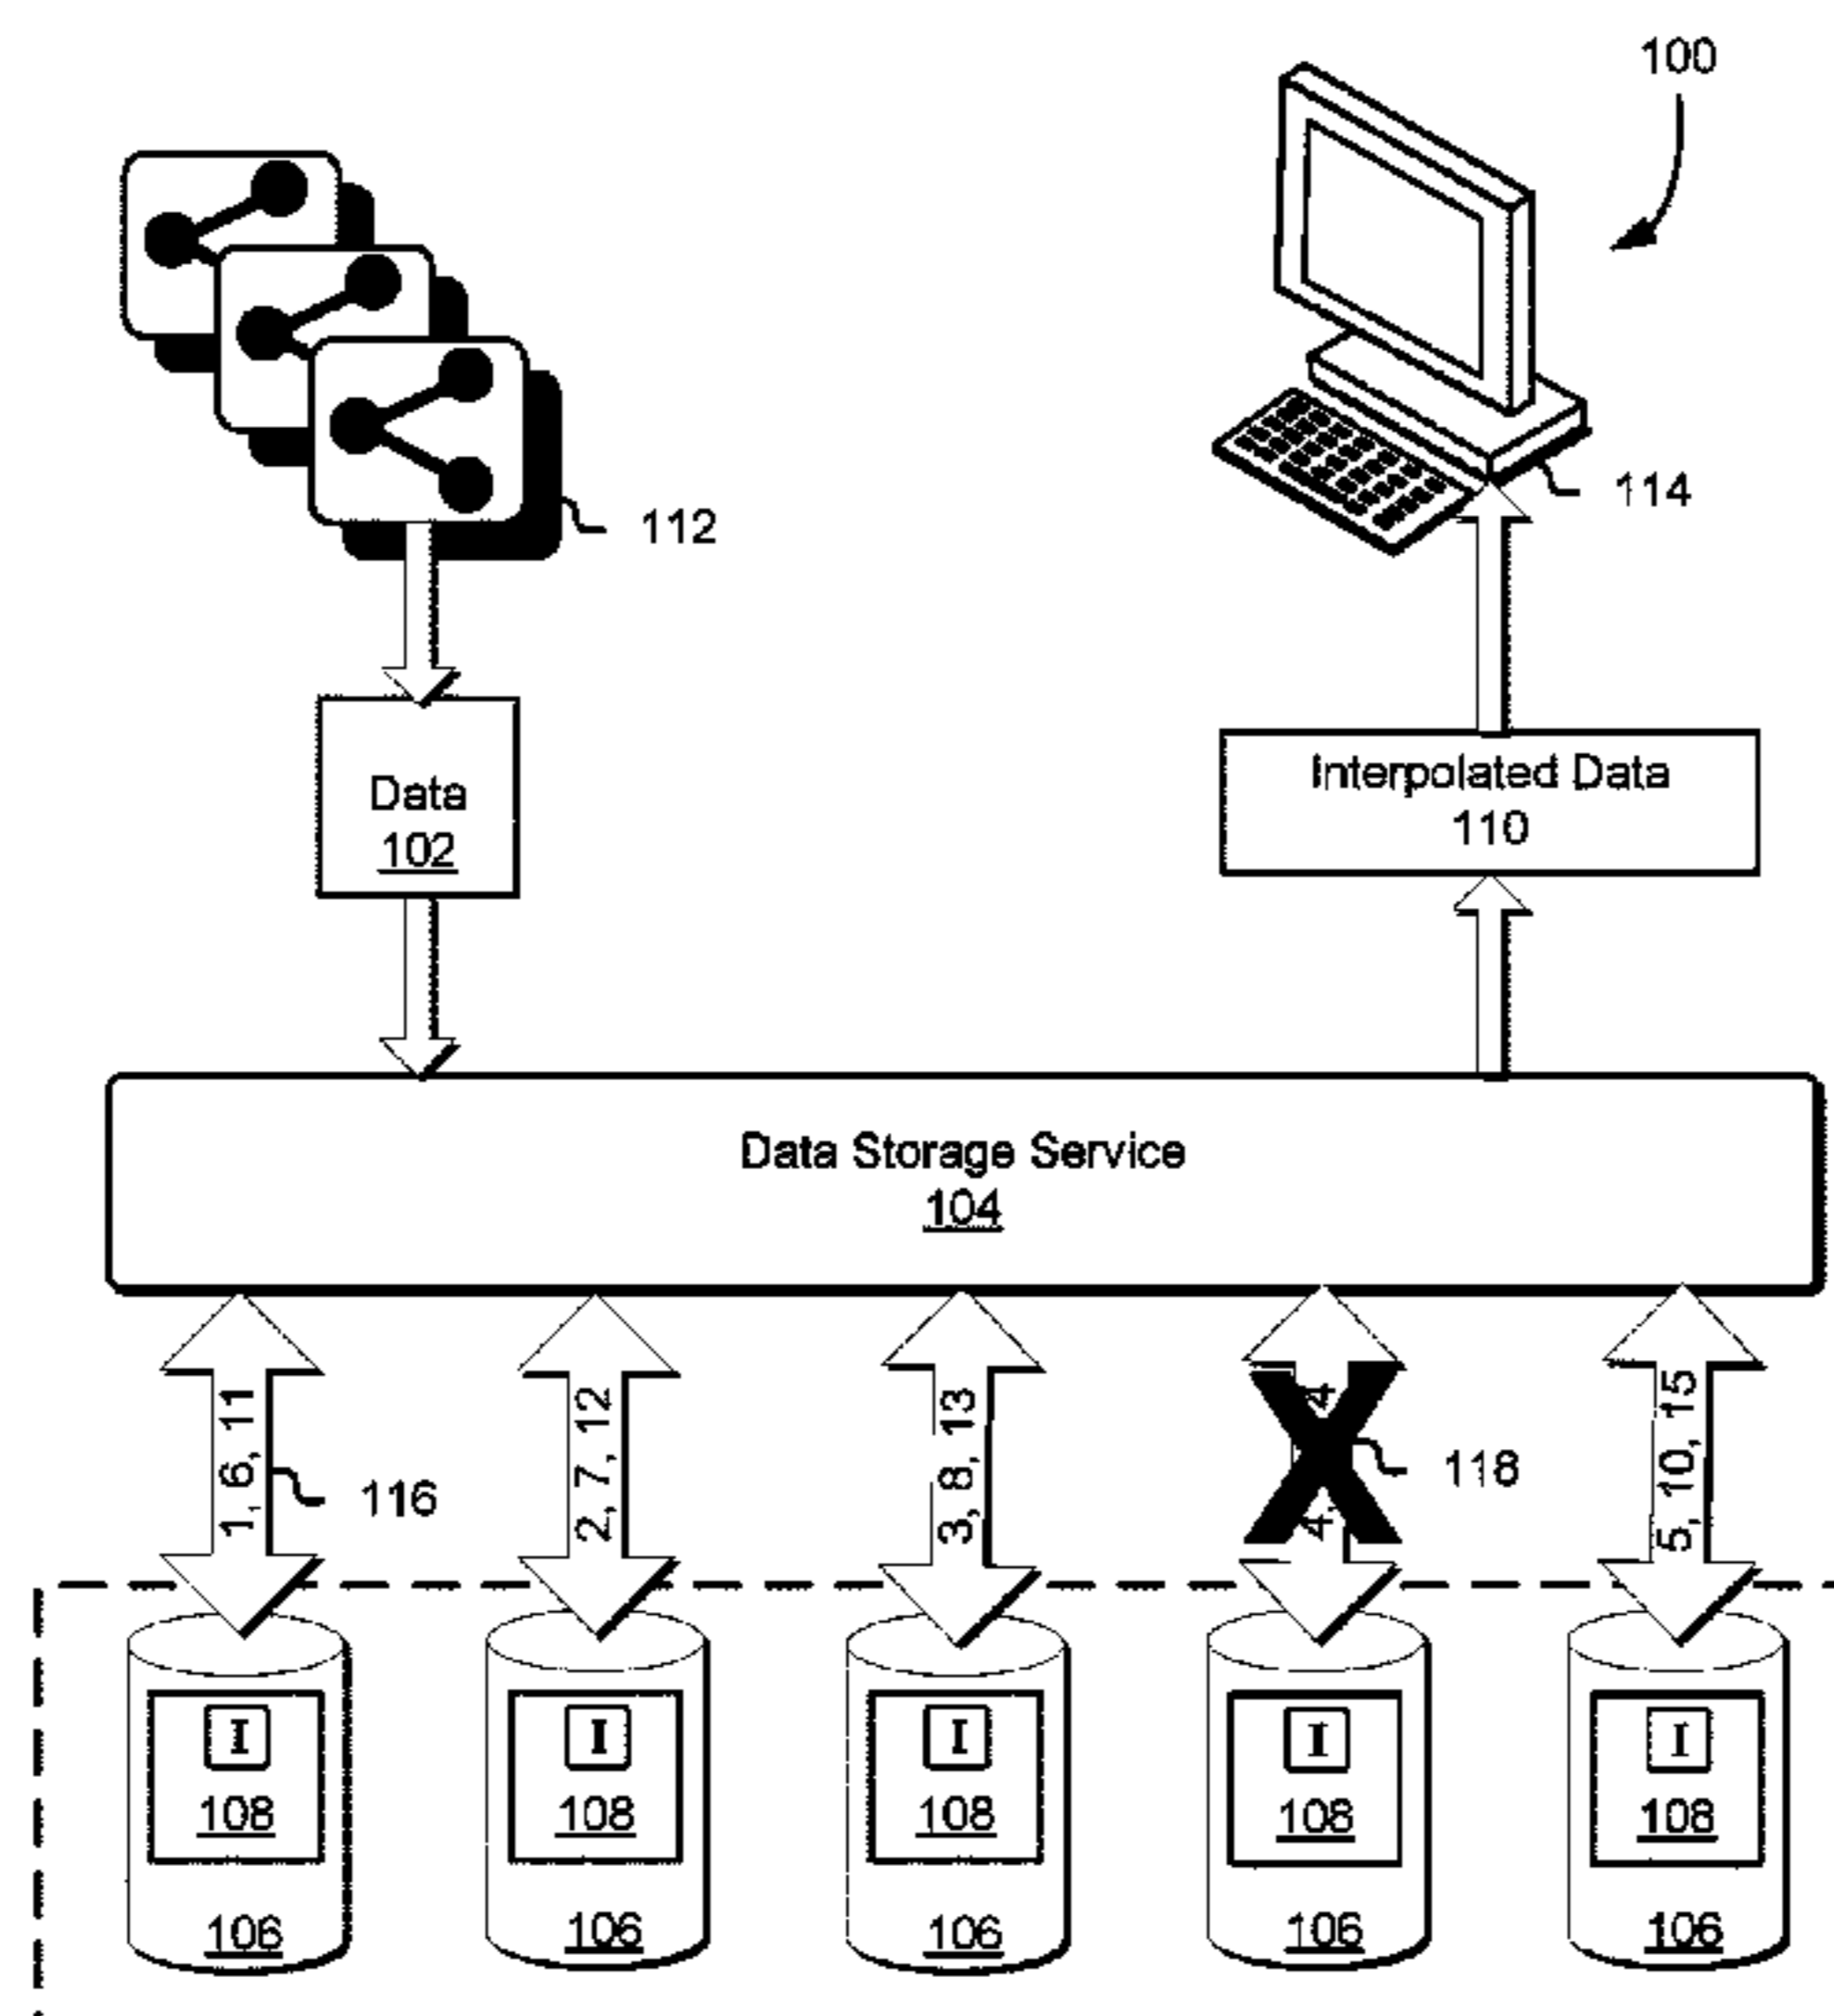 100
112
114
Data
102
Interpolated Data
110
Data Storage Service
104
1, 6, 11
2, 7, 12
3, 8, 13
5, 10, 15
116
118
I
I
I
I
I
108
108
108
108
108
106
106
106
106
106